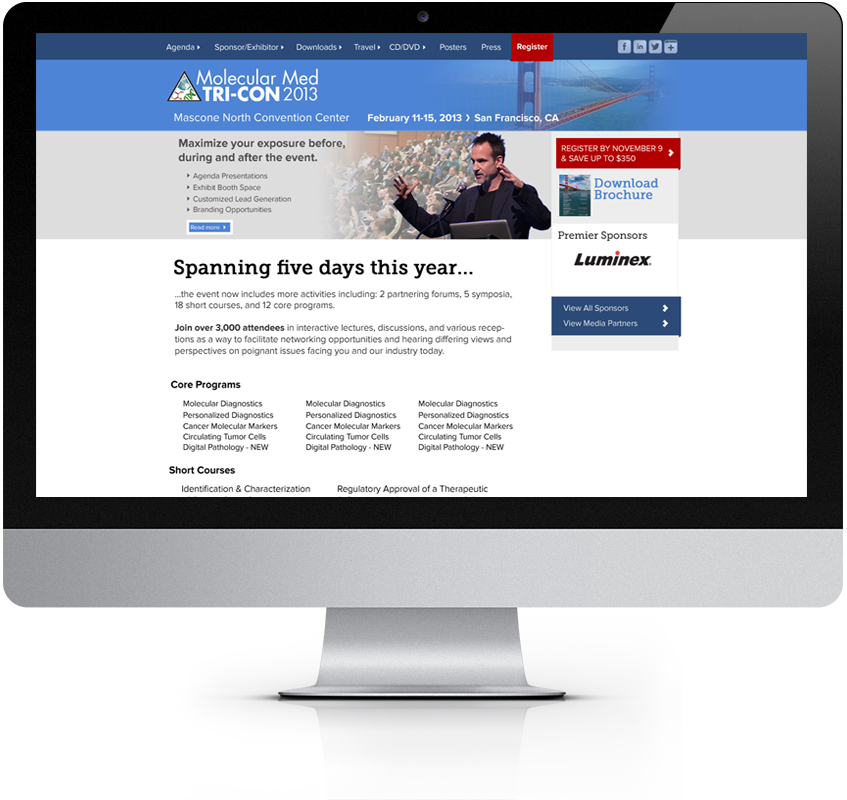 Agenda Sponsor/Exhibitor Downloads Travel CD/DVD Posters Press Register
Molecular Med
TRI-CON 2013
Mascone North Convention Center February 11-15, 2013 San Francisco, CA
Maximize your exposure before,
during and after the event.
Agenda Presentations
Exhibit Booth Space
Customized Lead Generation
Branding Opportunities
Read more
REGISTER BY NOVEMBER 9
& SAVE UP TO $350
Download
Brochure
Premier Sponsors
Luminex
View All Sponsors
View Media Partners
Spanning five days this year...
...the event now includes more activities including: 2 partnering forums, 5 symposia,
18 short courses, and 12 core programs.
Join over 3,000 attendees in interactive lectures, discussions, and various recep-
tions as a way to facilitate networking opportunities and hearing differing views and
perspectives on poignant issues facing you and our industry today.
Core Programs
Molecular Diagnostics Molecular Diagnostics Molecular Diagnostics
Personalized Diagnostics Personalized Diagnostics Personalized Diagnostics
Cancer Molecular Markers Cancer Molecular Markers Cancer Molecular Markers
Circulating Tumor Cells Circulating Tumor Cells Circulating Tumor Cells
Digital Pathology - NEW Digital Pathology - NEW Digital Pathology - NEW
Short Courses
Identification & Characterization Regulatory Approval of a Therapeutic